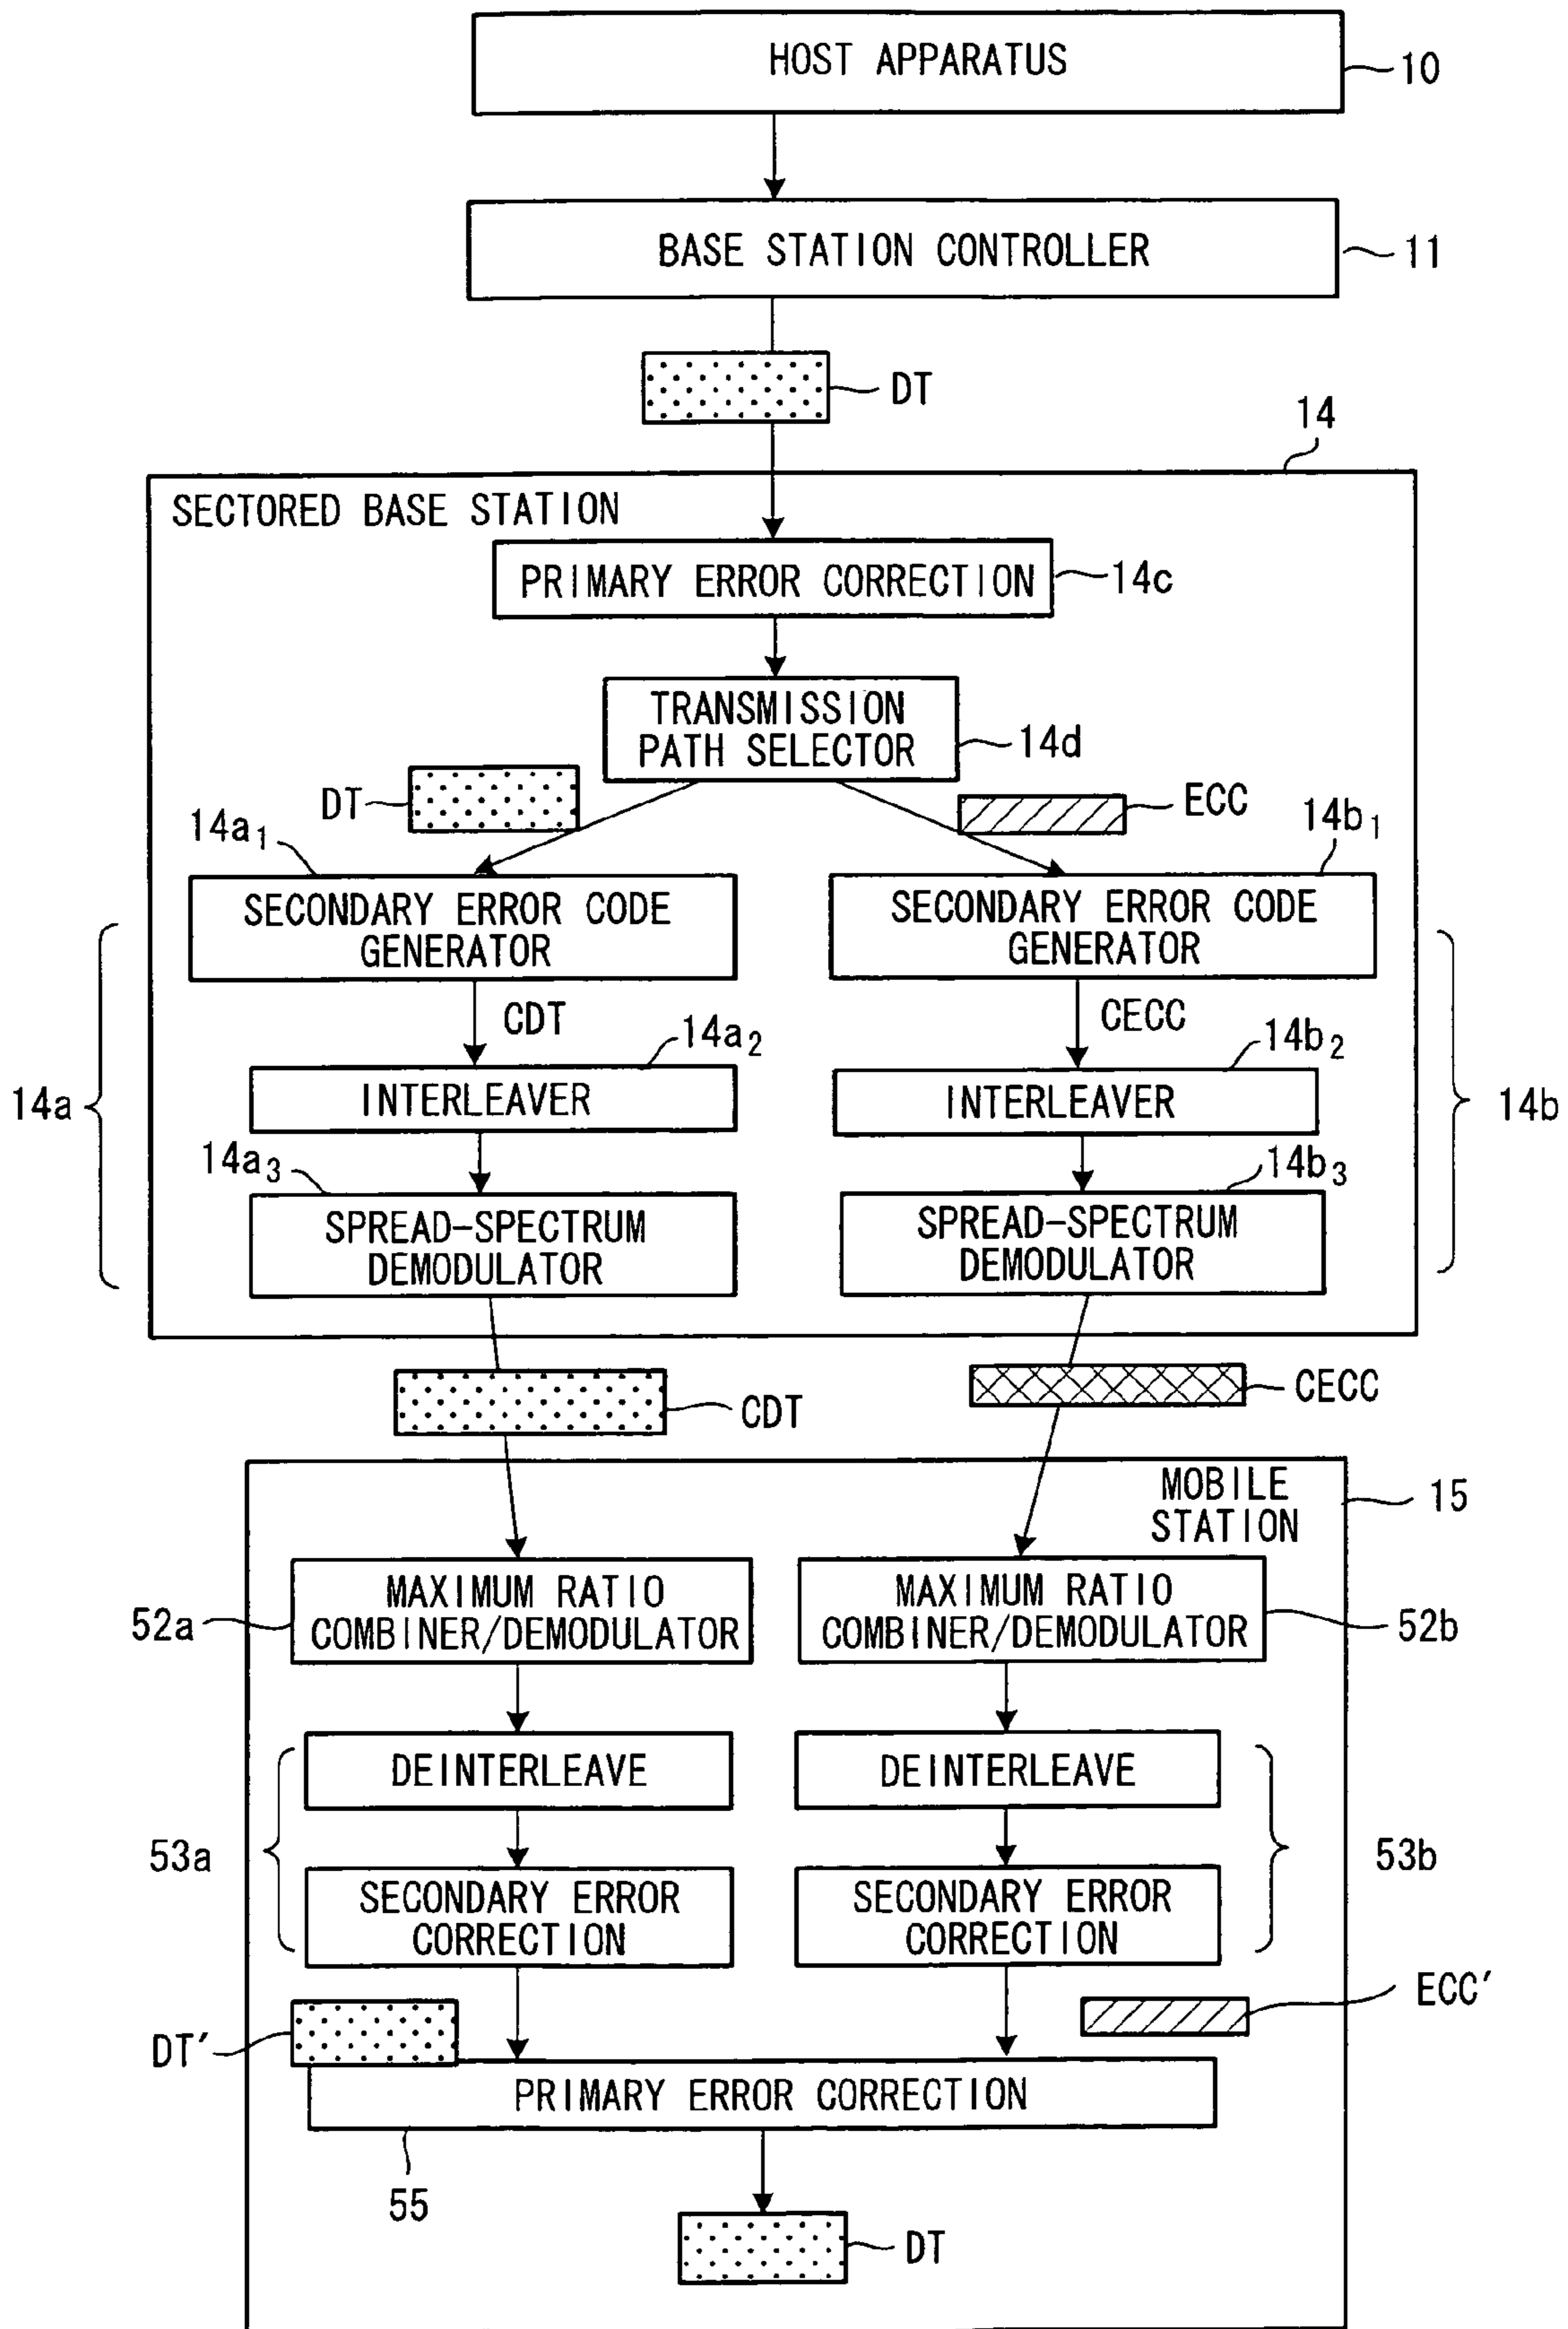 HOST APPARATUS
10
BASE STATION CONTROLLER
11
DT
14
SECTORED BASE STATION
PRIMARY ERROR CORRECTION
14c
TRANSMISSION
PATH SELECTOR
14d
DT
ECC
14a1
14b1
SECONDARY ERROR CODE
GENERATOR
SECONDARY ERROR CODE
GENERATOR
CDT
CECC
14a2
14b2
14a
INTERLEAVER
INTERLEAVER
14b
14a3
14b3
SPREAD-SPECTRUM
DEMODULATOR
SPREAD-SPECTRUM
DEMODULATOR
CDT
CECC
MOBILE
STATION
15
MAXIMUM RATIO
COMBINER/DEMODULATOR
52a
MAXIMUM RATIO
COMBINER/DEMODULATOR
52b
DEINTERLEAVE
DEINTERLEAVE
53a
53b
SECONDARY ERROR
CORRECTION
SECONDARY ERROR
CORRECTION
DT'
ECC'
PRIMARY ERROR CORRECTION
55
DT